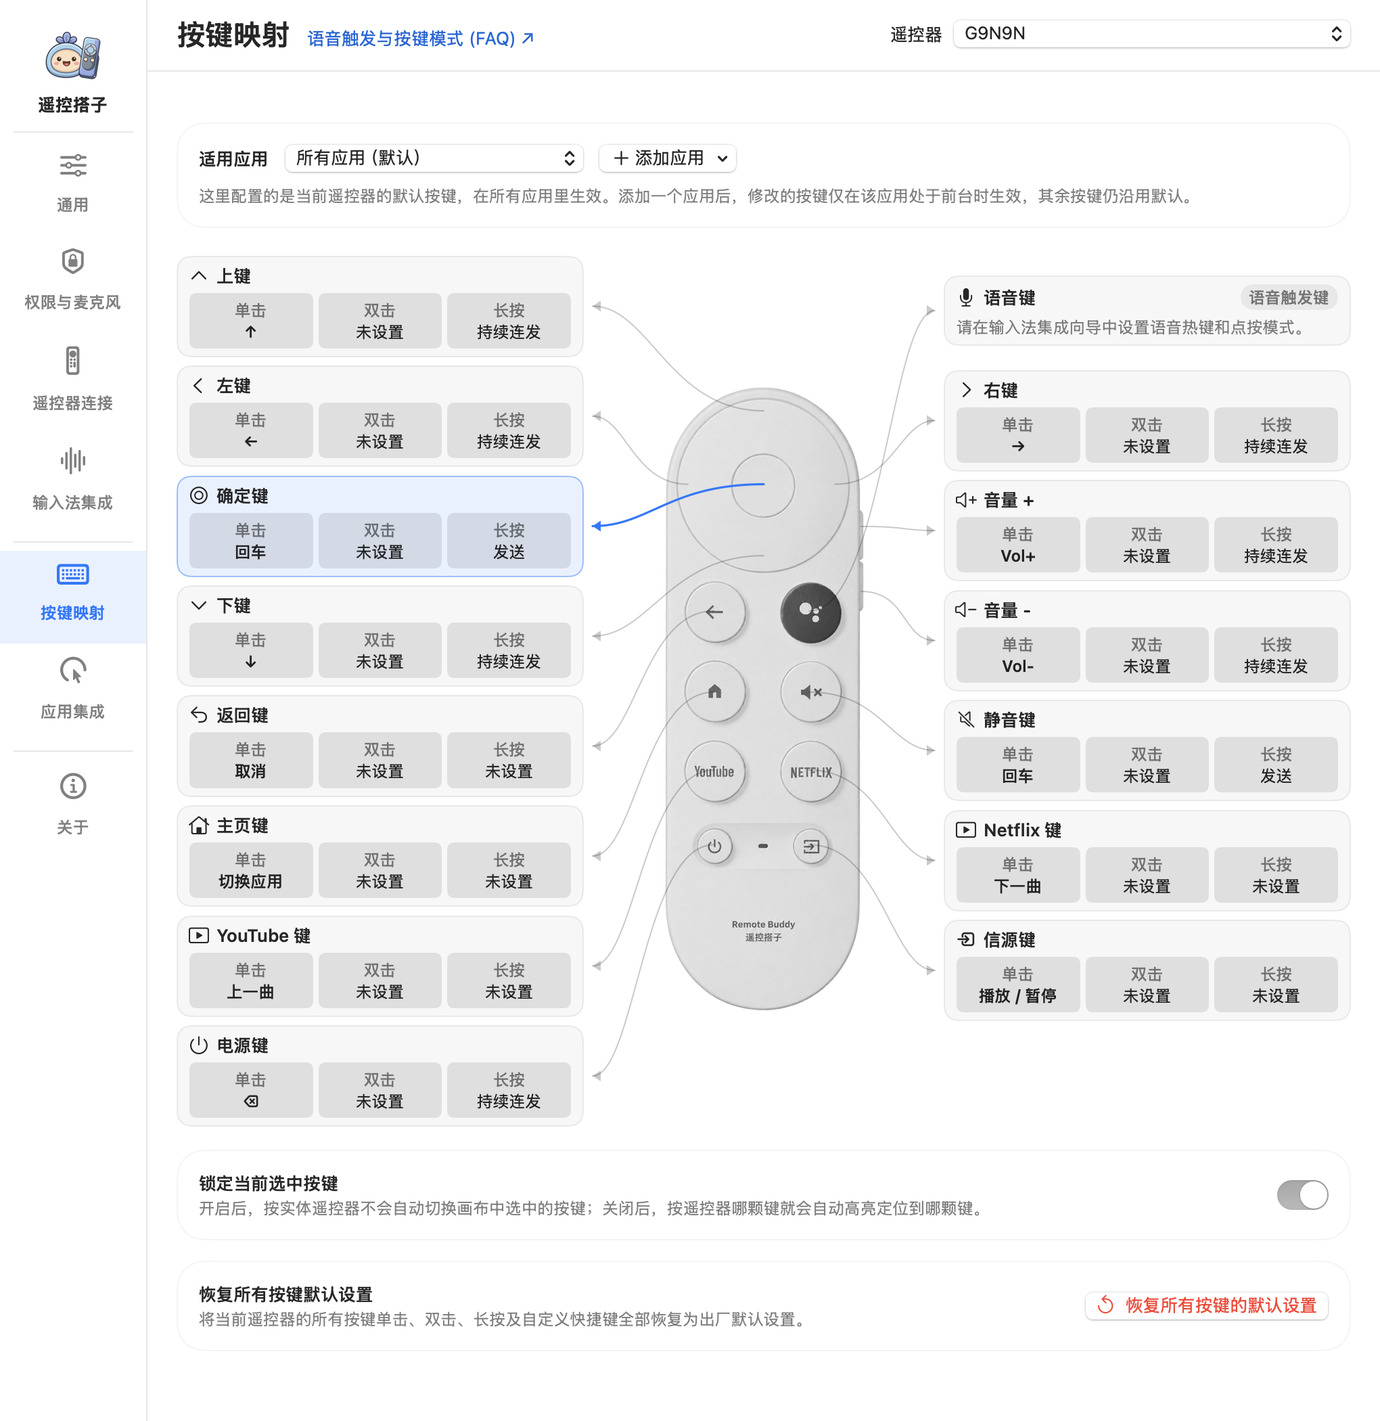 遥控搭子
通用
权限与麦克风
遥控器连接
输入法集成
按键映射
应用集成
关于
按键映射
语音触发与按键模式 (FAQ) ↗
遥控器
G9N9N
适用应用
所有应用 (默认)
+ 添加应用
这里配置的是当前遥控器的默认按键，在所有应用里生效。添加一个应用后，修改的按键仅在该应用处于前台时生效，其余按键仍沿用默认。
上键
单击 双击 长按
↑ 未设置 持续连发
左键
单击 双击 长按
← 未设置 持续连发
确定键
单击 双击 长按
回车 未设置 发送
下键
单击 双击 长按
↓ 未设置 持续连发
返回键
单击 双击 长按
取消 未设置 未设置
主页键
单击 双击 长按
切换应用 未设置 未设置
YouTube 键
单击 双击 长按
上一曲 未设置 未设置
电源键
单击 双击 长按
⌫ 未设置 持续连发
YouTube
NETFLIX
Remote Buddy
遥控搭子
语音键
语音触发键
请在输入法集成向导中设置语音热键和点按模式。
右键
单击 双击 长按
→ 未设置 持续连发
音量 +
单击 双击 长按
Vol+ 未设置 持续连发
音量 -
单击 双击 长按
Vol- 未设置 持续连发
静音键
单击 双击 长按
回车 未设置 发送
Netflix 键
单击 双击 长按
下一曲 未设置 未设置
信源键
单击 双击 长按
播放 / 暂停 未设置 未设置
锁定当前选中按键
开启后，按实体遥控器不会自动切换画布中选中的按键；关闭后，按遥控器哪颗键就会自动高亮定位到哪颗键。
恢复所有按键默认设置
将当前遥控器的所有按键单击、双击、长按及自定义快捷键全部恢复为出厂默认设置。
恢复所有按键的默认设置